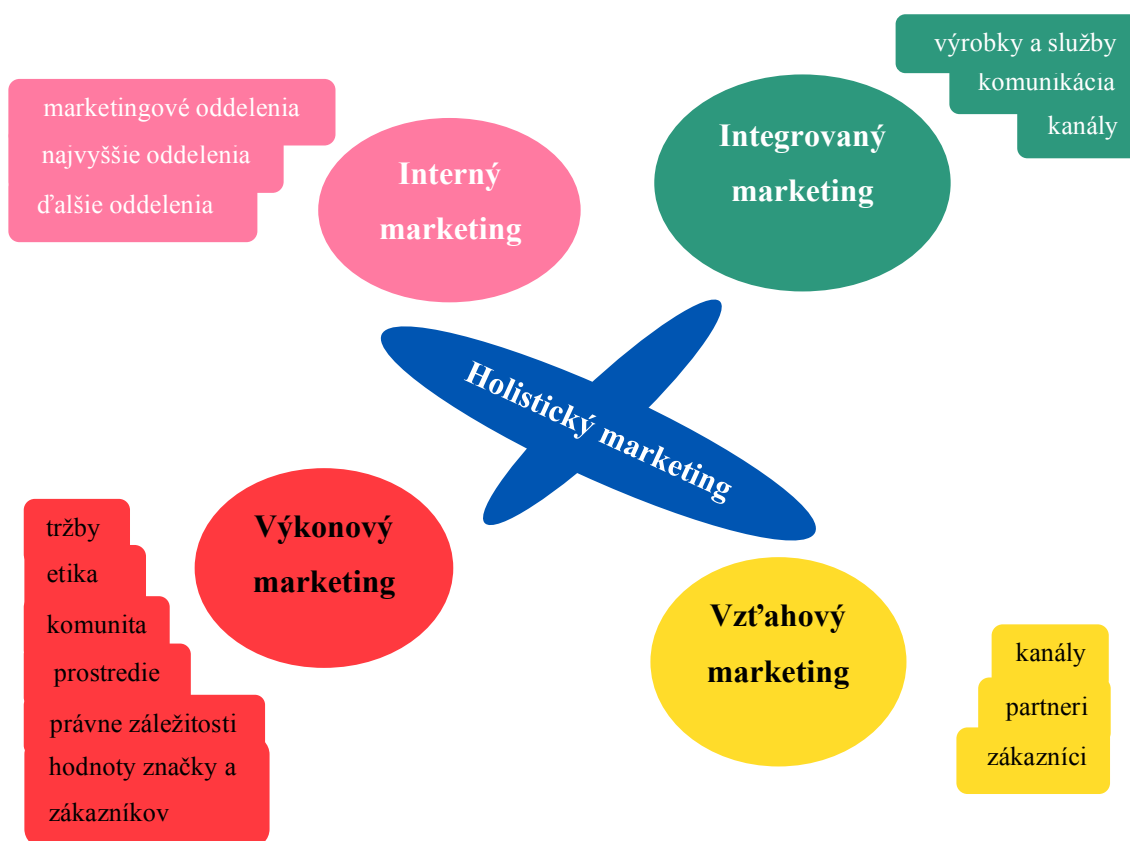 marketingové oddelenia
najvyššie oddelenia
ďalšie oddelenia
Interný
marketing
Integrovaný
marketing
výrobky a služby
komunikácia
kanály
Holistický marketing
tržby
etika
komunita
prostredie
právne záležitosti
hodnoty značky a
zákazníkov
Výkonový
marketing
Vzťahový
marketing
kanály
partneri
zákazníci